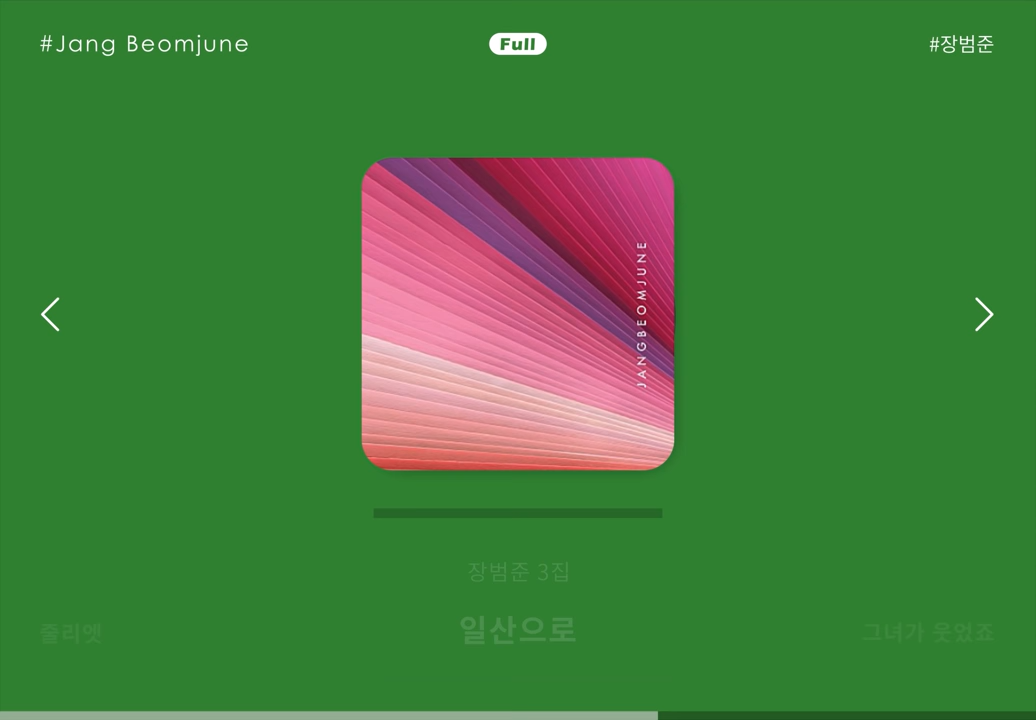 #Jang Beomjune
Full
#장범준
JANGBEOMJUNE
장범준 3집
줄리엣
일산으로
그녀가 웃었죠